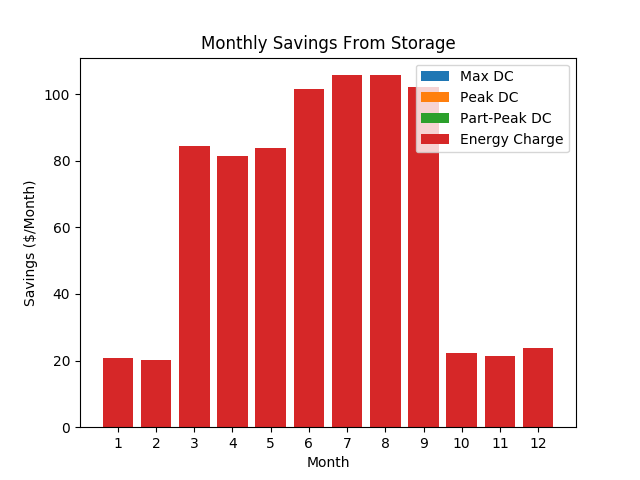 Monthly Savings From Storage
Max DC
Peak DC
Part-Peak DC
Energy Charge
Savings ($/Month)
100
80
60
40
20
0
1 2 3 4 5 6 7 8 9 10 11 12
Month